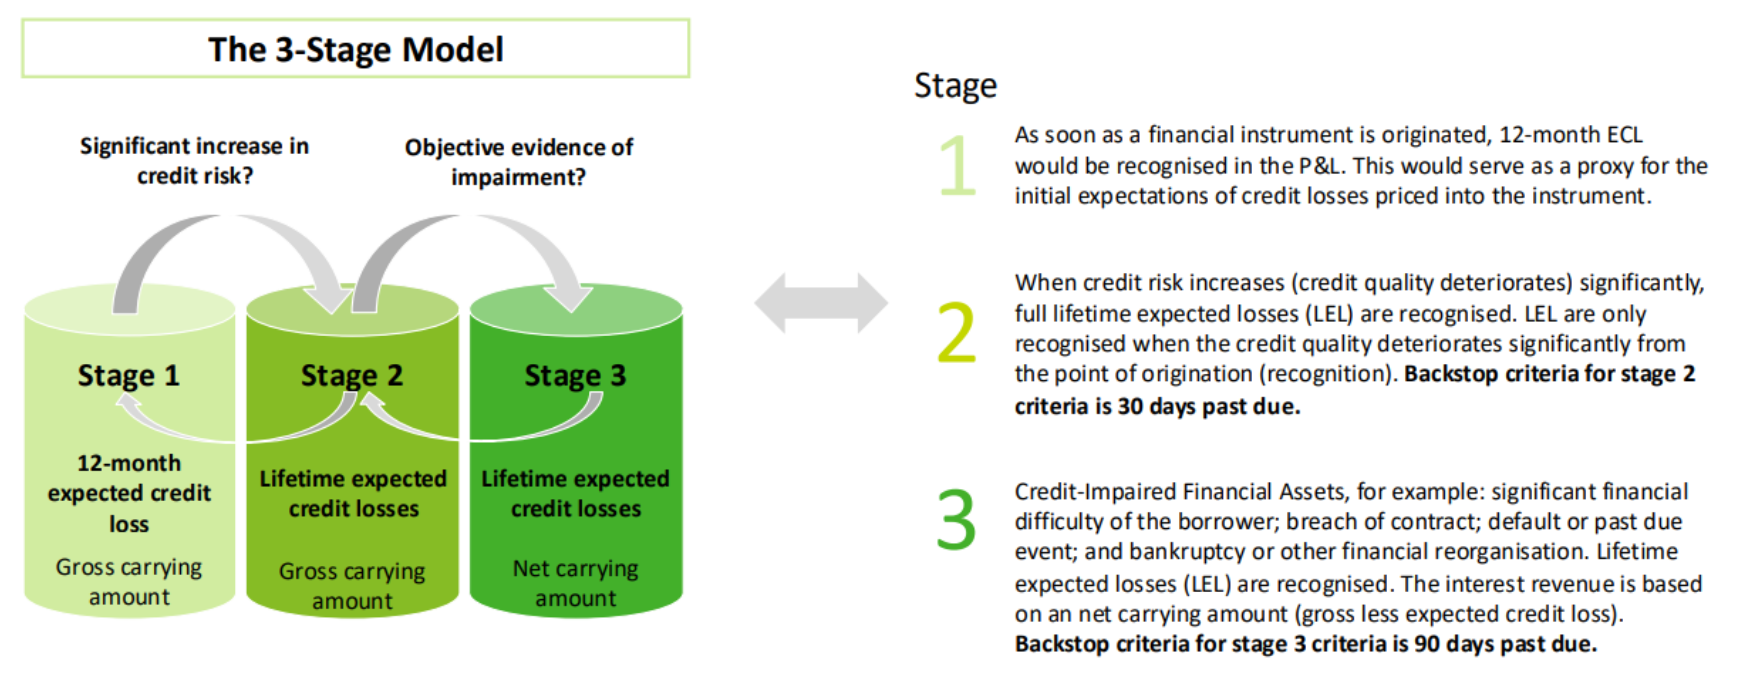 The 3-Stage Model
Significant increase in
credit risk?
Objective evidence of
impairment?
Stage 1
12-month
expected credit
loss
Gross carrying
amount
Stage 2
Lifetime expected
credit losses
Gross carrying
amount
Stage 3
Lifetime expected
credit losses
Net carrying
amount
Stage
1
As soon as a financial instrument is originated, 12-month ECL
would be recognised in the P&L. This would serve as a proxy for the
initial expectations of credit losses priced into the instrument.
2
When credit risk increases (credit quality deteriorates) significantly,
full lifetime expected losses (LEL) are recognised. LEL are only
recognised when the credit quality deteriorates significantly from
the point of origination (recognition). Backstop criteria for stage 2
criteria is 30 days past due.
3
Credit-Impaired Financial Assets, for example: significant financial
difficulty of the borrower; breach of contract; default or past due
event; and bankruptcy or other financial reorganisation. Lifetime
expected losses (LEL) are recognised. The interest revenue is based
on an net carrying amount (gross less expected credit loss).
Backstop criteria for stage 3 criteria is 90 days past due.